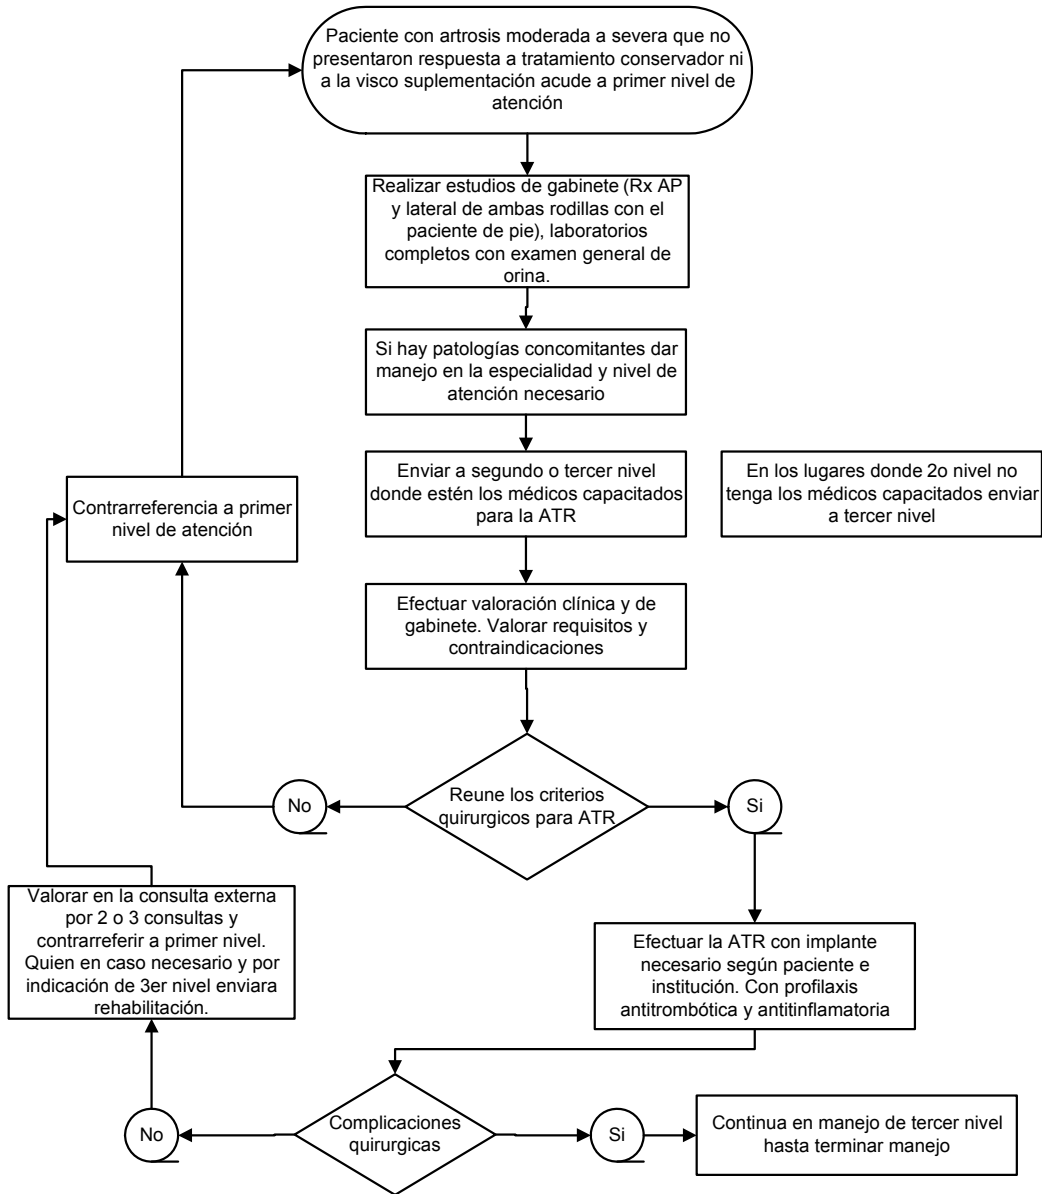 Paciente con artrosis moderada a severa que no
presentaron respuesta a tratamiento conservador ni
a la visco suplementación acude a primer nivel de
atención
Realizar estudios de gabinete (Rx AP
y lateral de ambas rodillas con el
paciente de pie), laboratorios
completos con examen general de
orina.
Si hay patologías concomitantes dar
manejo en la especialidad y nivel de
atención necesario
Enviar a segundo o tercer nivel
donde estén los médicos capacitados
para la ATR
En los lugares donde 2o nivel no
tenga los médicos capacitados enviar
a tercer nivel
Contrarreferencia a primer
nivel de atención
Efectuar valoración clínica y de
gabinete. Valorar requisitos y
contraindicaciones
Reune los criterios
quirurgicos para ATR
No
Si
Valorar en la consulta externa
por 2 o 3 consultas y
contrarreferir a primer nivel.
Quien en caso necesario y por
indicación de 3er nivel enviara
rehabilitación.
Efectuar la ATR con implante
necesario según paciente e
institución. Con profilaxis
antitrombótica y antitinflamatoria
Complicaciones
quirurgicas
No
Si
Continua en manejo de tercer nivel
hasta terminar manejo